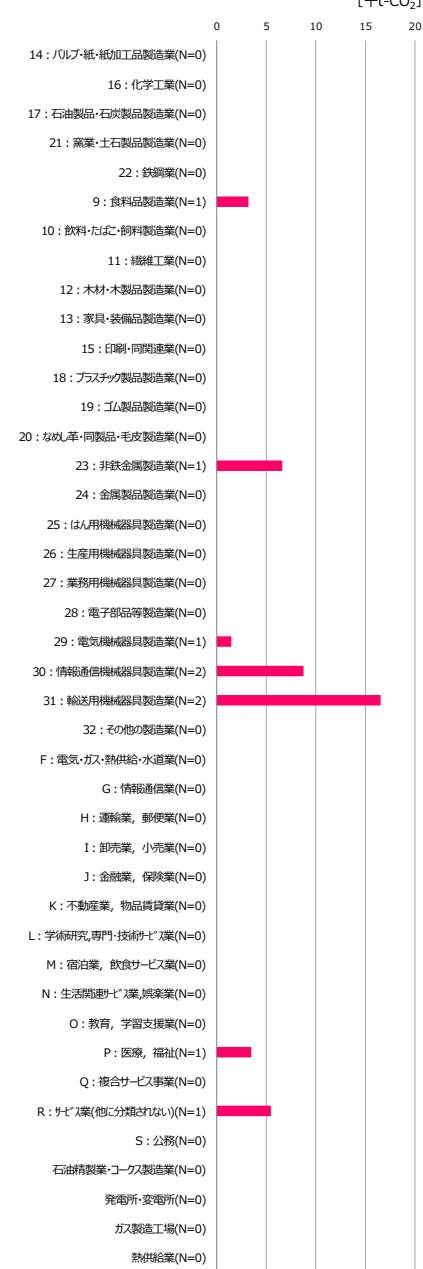 [千t-CO2]
0 5 10 15 20
14：パルプ・紙・紙加工品製造業(N=0)
16：化学工業(N=0)
17：石油製品・石炭製品製造業(N=0)
21：窯業・土石製品製造業(N=0)
22：鉄鋼業(N=0)
9：食料品製造業(N=1)
10：飲料・たばこ・飼料製造業(N=0)
11：繊維工業(N=0)
12：木材・木製品製造業(N=0)
13：家具・装備品製造業(N=0)
15：印刷・同関連業(N=0)
18：プラスチック製品製造業(N=0)
19：ゴム製品製造業(N=0)
20：なめし革・同製品・毛皮製造業(N=0)
23：非鉄金属製造業(N=1)
24：金属製品製造業(N=0)
25：はん用機械器具製造業(N=0)
26：生産用機械器具製造業(N=0)
27：業務用機械器具製造業(N=0)
28：電子部品等製造業(N=0)
29：電気機械器具製造業(N=1)
30：情報通信機械器具製造業(N=2)
31：輸送用機械器具製造業(N=2)
32：その他の製造業(N=0)
F：電気・ガス・熱供給・水道業(N=0)
G：情報通信業(N=0)
H：運輸業，郵便業(N=0)
I：卸売業，小売業(N=0)
J：金融業，保険業(N=0)
K：不動産業，物品賃貸業(N=0)
L：学術研究,専門・技術ｻｰﾋﾞｽ業(N=0)
M：宿泊業，飲食サービス業(N=0)
N：生活関連ｻｰﾋﾞｽ業,娯楽業(N=0)
O：教育，学習支援業(N=0)
P：医療，福祉(N=1)
Q：複合サービス事業(N=0)
R：ｻｰﾋﾞｽ業(他に分類されない)(N=1)
S：公務(N=0)
石油精製業・コークス製造業(N=0)
発電所・変電所(N=0)
ガス製造工場(N=0)
熱供給業(N=0)